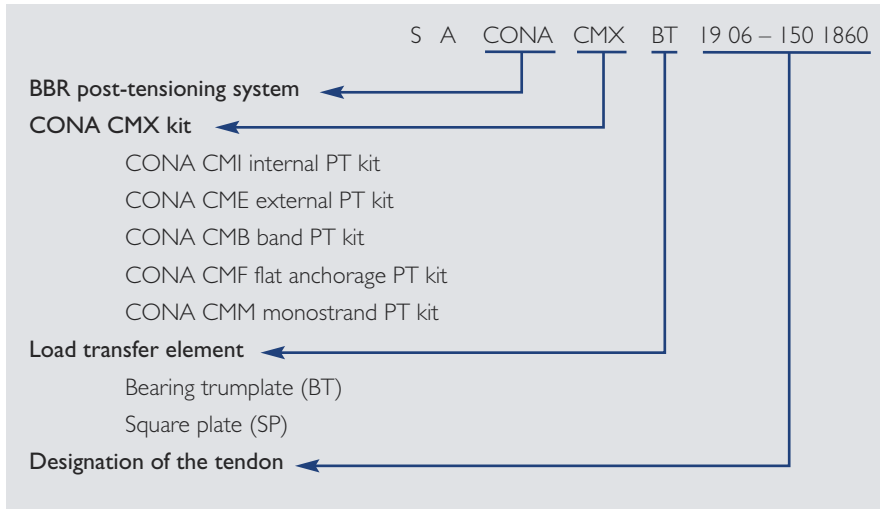 S A CONA CMX BT 19 06 – 150 1860
BBR post-tensioning system
CONA CMX kit
CONA CMI internal PT kit
CONA CME external PT kit
CONA CMB band PT kit
CONA CMF flat anchorage PT kit
CONA CMM monostrand PT kit
Load transfer element
Bearing trumplate (BT)
Square plate (SP)
Designation of the tendon